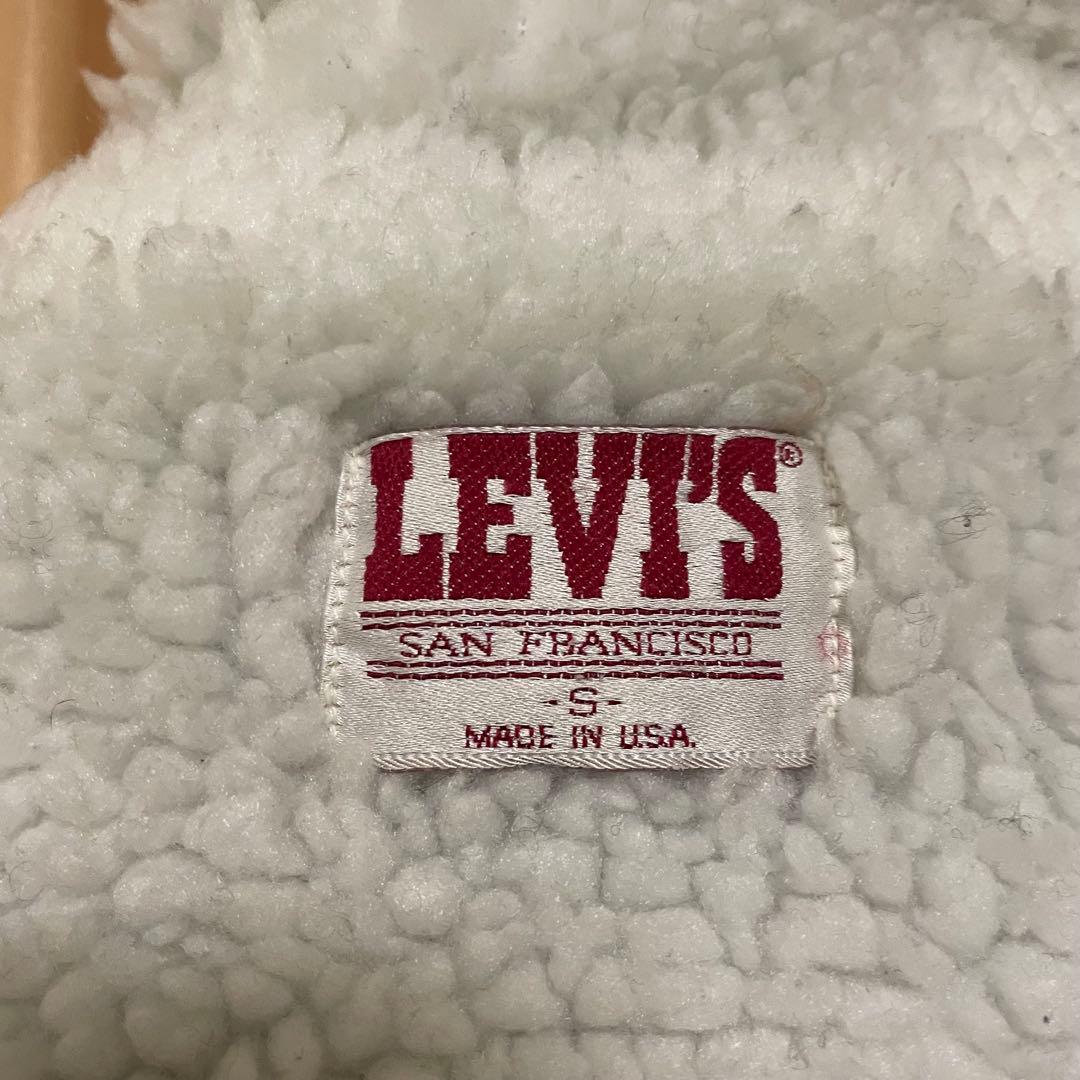 LEVI'S®
SAN FRANCISCO
-S-
MADE IN U.S.A.